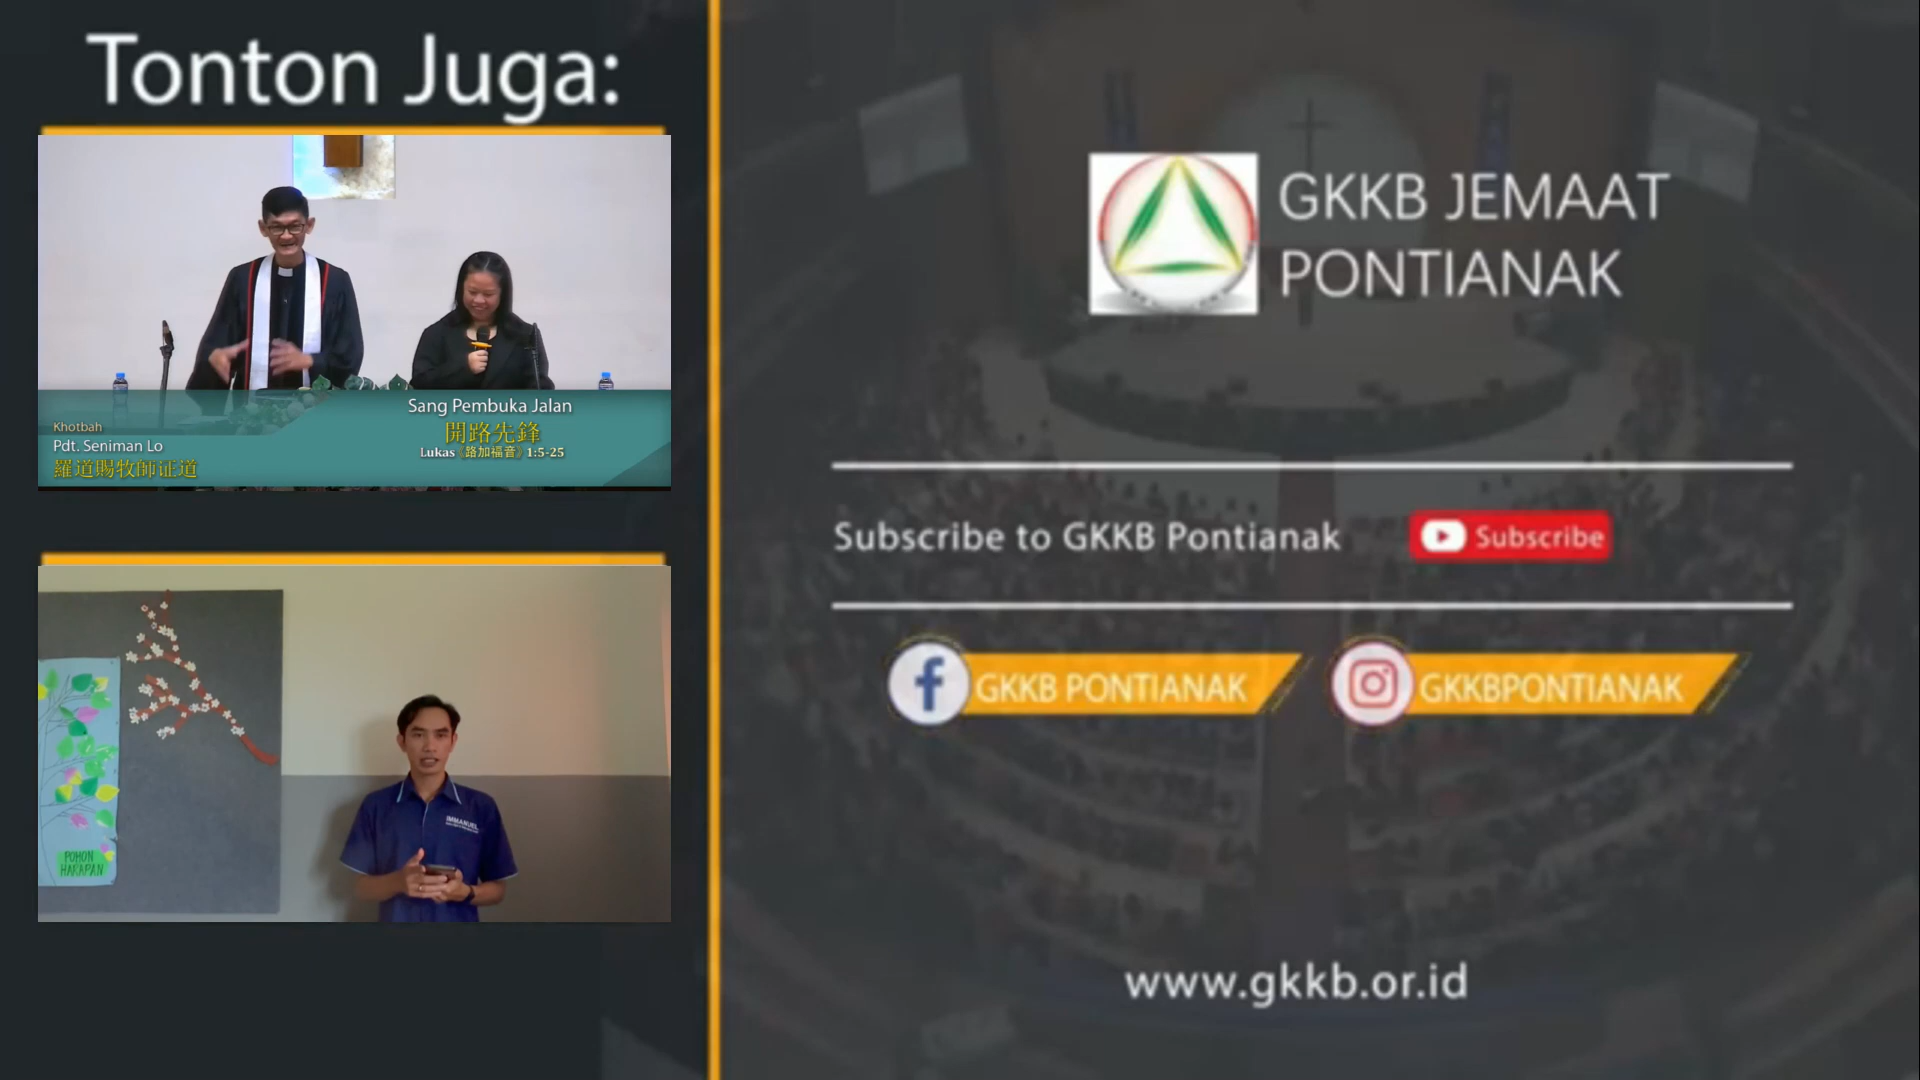 Tonton Juga:
Khotbah
Pdt. Seniman Lo
羅道賜牧師证道
Sang Pembuka Jalan
開路先鋒
Lukas《路加福音》1:5-25
IMMANUEL
POHON
HARAPAN
GKKB JEMAAT
PONTIANAK
Subscribe to GKKB Pontianak
Subscribe
GKKB PONTIANAK
GKKBPONTIANAK
www.gkkb.or.id